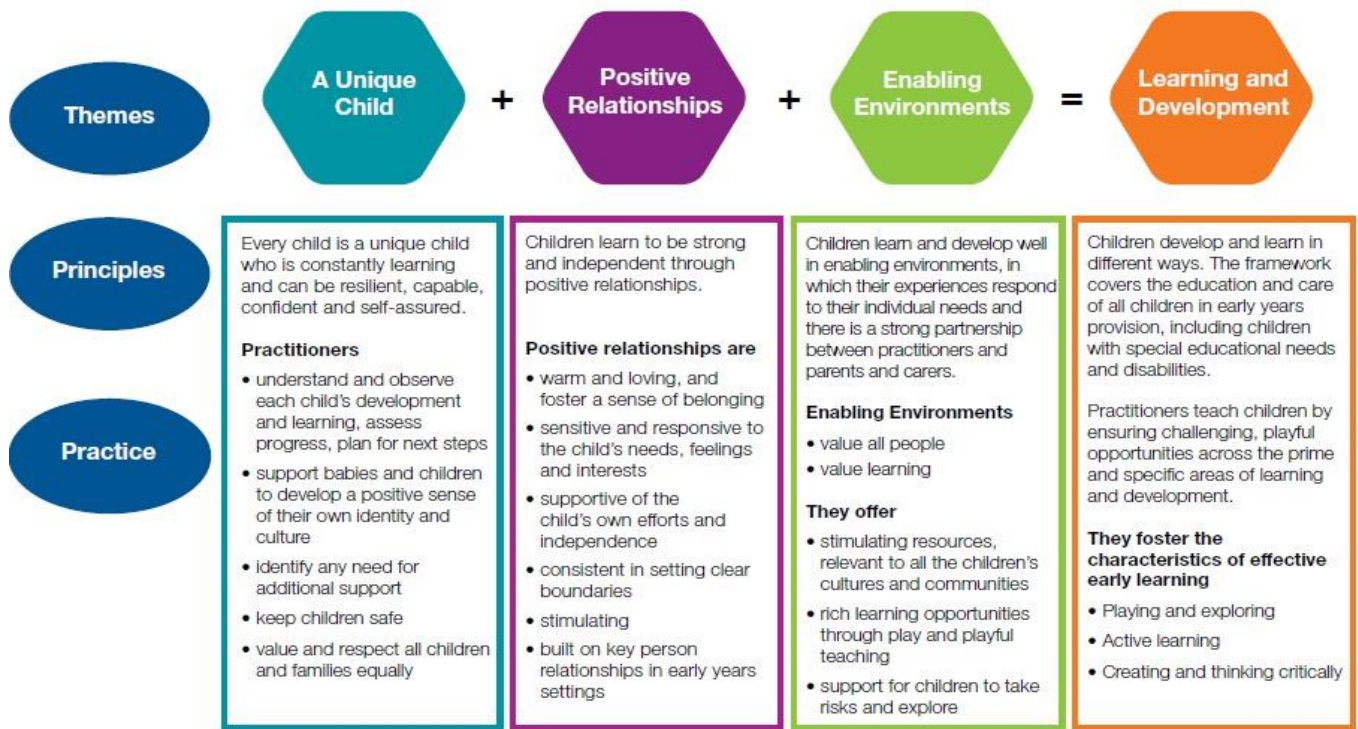 Themes
A Unique
Child
+
Positive
Relationships
+
Enabling
Environments
=
Learning and
Development
Principles
Practice
Every child is a unique child
who is constantly learning
and can be resilient, capable,
confident and self-assured.
Practitioners
• understand and observe
each child's development
and learning, assess
progress, plan for next steps
• support babies and children
to develop a positive sense
of their own identity and
culture
• identify any need for
additional support
• keep children safe
• value and respect all children
and families equally
Children learn to be strong
and independent through
positive relationships.
Positive relationships are
• warm and loving, and
foster a sense of belonging
• sensitive and responsive to
the child's needs, feelings
and interests
• supportive of the
child's own efforts and
independence
• consistent in setting clear
boundaries
• stimulating
• built on key person
relationships in early years
settings
Children learn and develop well
in enabling environments, in
which their experiences respond
to their individual needs and
there is a strong partnership
between practitioners and
parents and carers.
Enabling Environments
• value all people
• value learning
They offer
• stimulating resources,
relevant to all the children's
cultures and communities
• rich learning opportunities
through play and playful
teaching
• support for children to take
risks and explore
Children develop and learn in
different ways. The framework
covers the education and care
of all children in early years
provision, including children
with special educational needs
and disabilities.
Practitioners teach children by
ensuring challenging, playful
opportunities across the prime
and specific areas of learning
and development.
They foster the
characteristics of effective
early learning
• Playing and exploring
• Active learning
• Creating and thinking critically